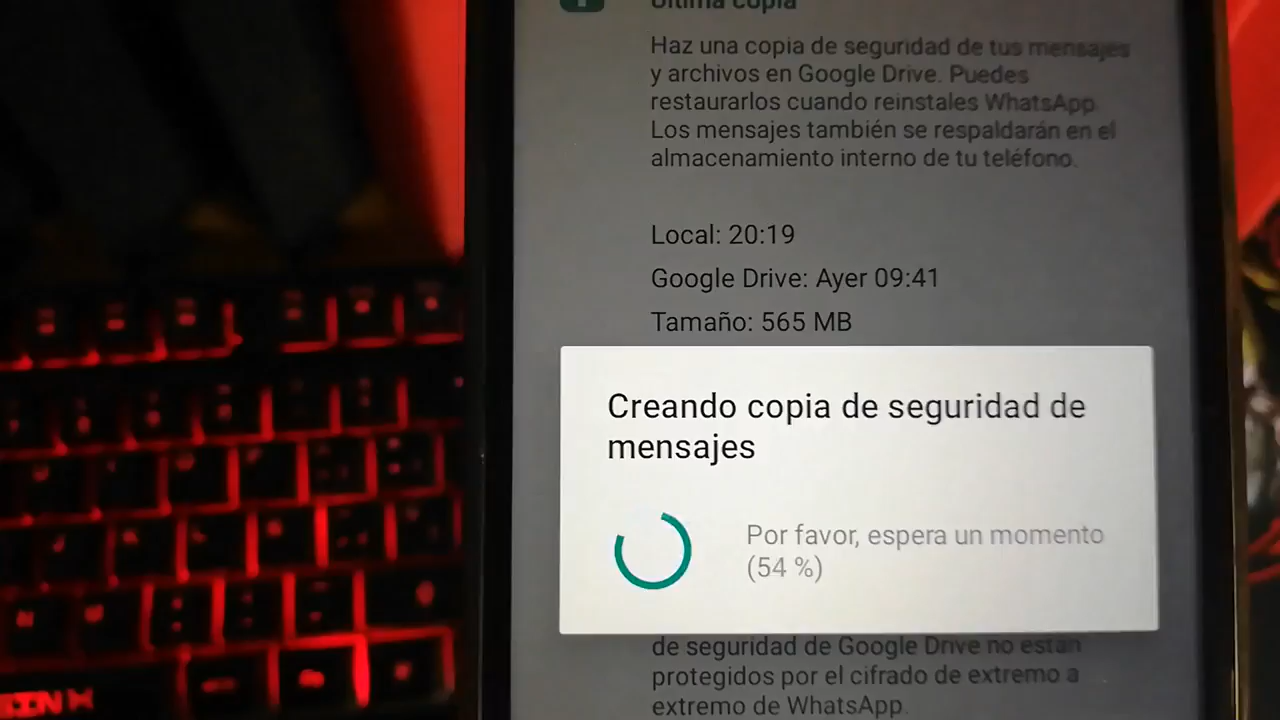 Última copia
Haz una copia de seguridad de tus mensajes
y archivos en Google Drive. Puedes
restaurarlos cuando reinstales WhatsApp.
Los mensajes también se respaldarán en el
almacenamiento interno de tu teléfono.
Local: 20:19
Google Drive: Ayer 09:41
Tamaño: 565 MB
Creando copia de seguridad de
mensajes
Por favor, espera un momento
(54 %)
de seguridad de Google Drive no están
protegidos por el cifrado de extremo a
extremo de WhatsApp.